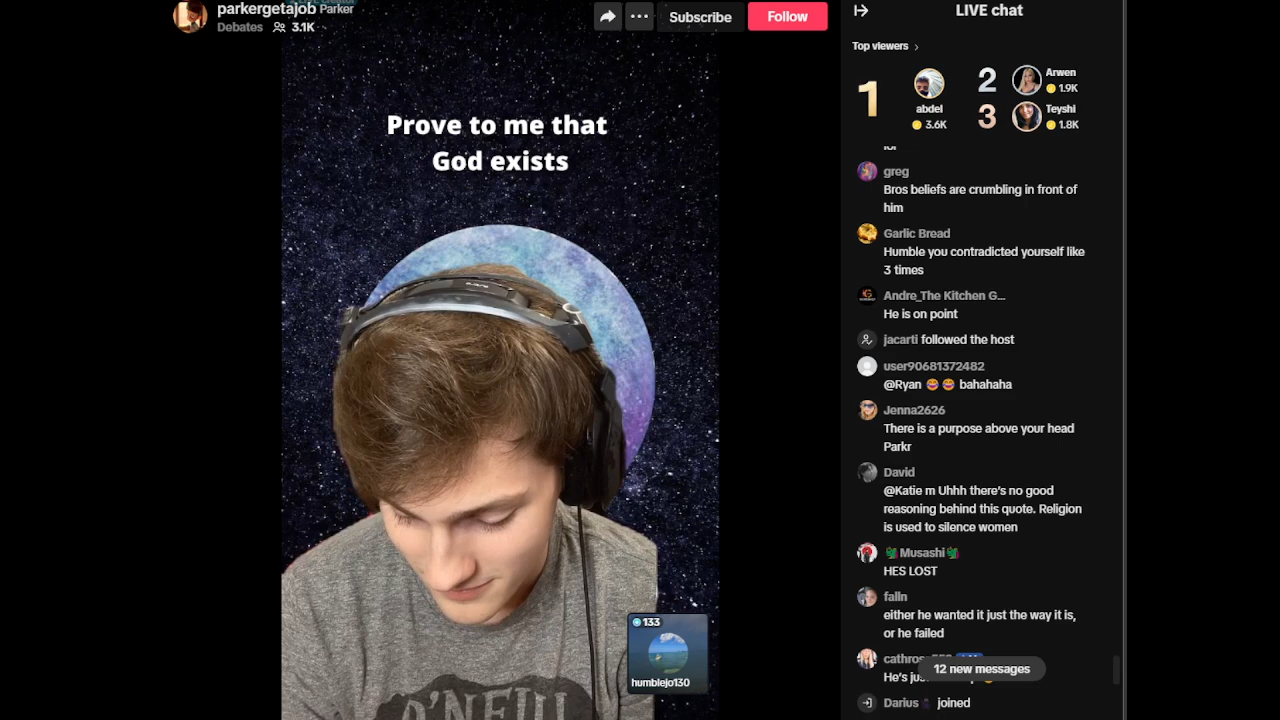 parkergetajob Parker
Debates 3.1K
Subscribe
Follow
Prove to me that
God exists
O'NEILL
133
humblejo130
LIVE chat
Top viewers >
1
abdel
3.6K
2
Arwen
1.9K
3
Teyshi
1.8K
lol
greg
Bros beliefs are crumbling in front of
him
Garlic Bread
Humble you contradicted yourself like
3 times
Andre_The Kitchen G...
He is on point
jacarti followed the host
user90681372482
@Ryan 😂 😂 bahahaha
Jenna2626
There is a purpose above your head
Parkr
David
@Katie m Uhhh there's no good
reasoning behind this quote. Religion
is used to silence women
Musashi
HES LOST
falln
either he wanted it just the way it is,
or he failed
He's
12 new messages
Darius joined